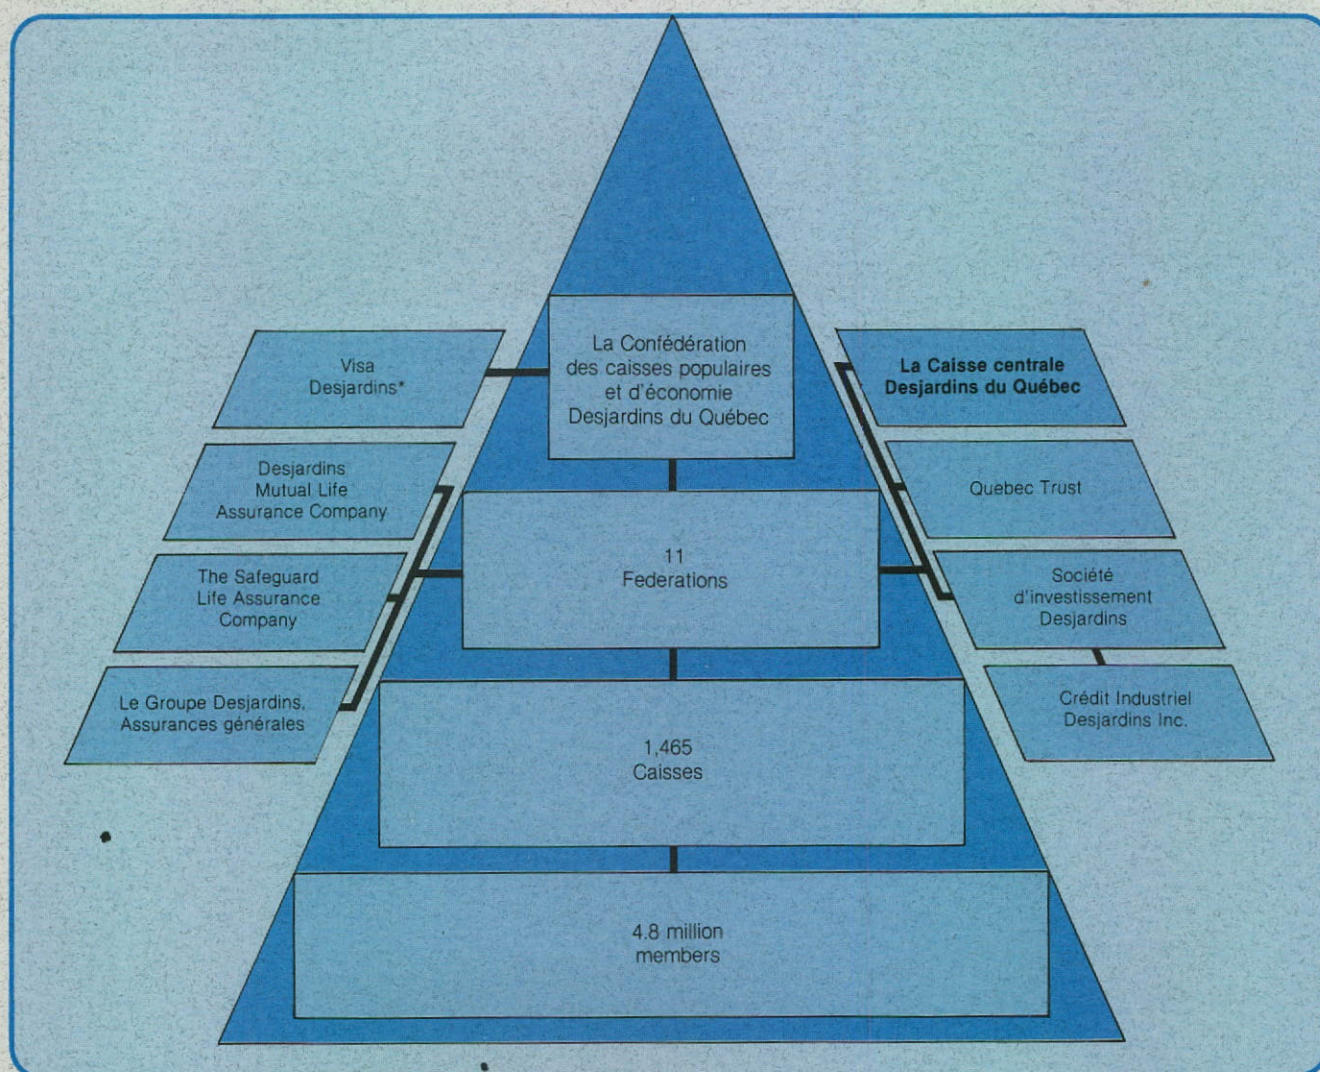 La Confédération
des caisses populaires
et d'économie
Desjardins du Québec
Visa
Desjardins*
La Caisse centrale
Desjardins du Québec
Desjardins
Mutual Life
Assurance Company
Quebec Trust
11
Federations
The Safeguard
Life Assurance
Company
Société
d'investissement
Desjardins
Le Groupe Desjardins,
Assurances générales
Crédit Industriel
Desjardins Inc.
1,465
Caisses
4.8 million
members